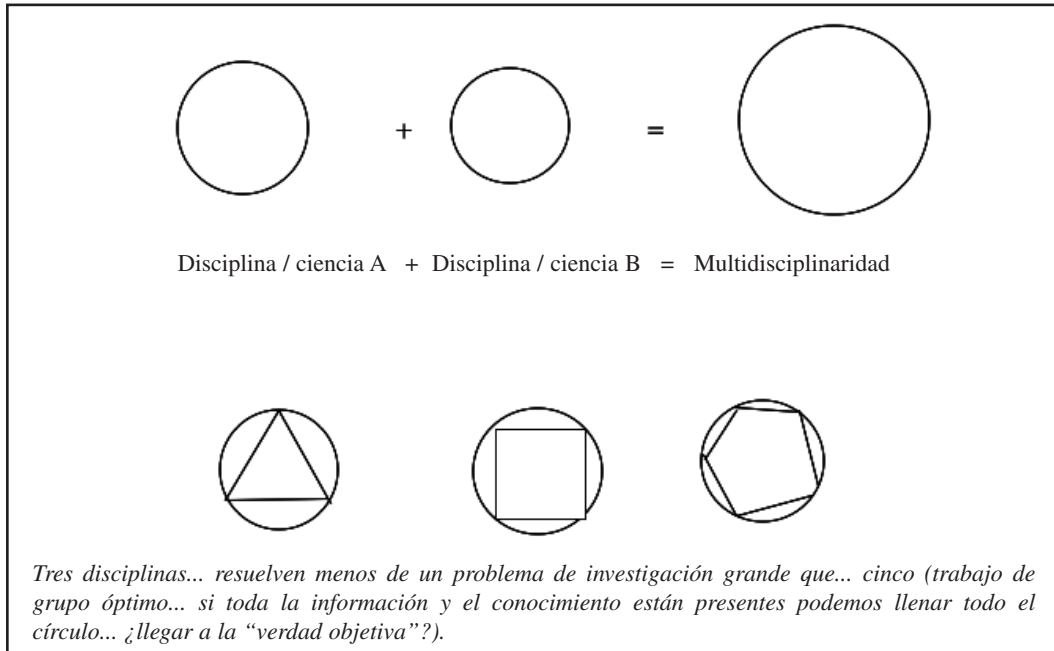 + =
Disciplina / ciencia A + Disciplina / ciencia B = Multidisciplinaridad
Tres disciplinas... resuelven menos de un problema de investigación grande que... cinco (trabajo de
grupo óptimo... si toda la información y el conocimiento están presentes podemos llenar todo el
círculo... ¿llegar a la “verdad objetiva”?).